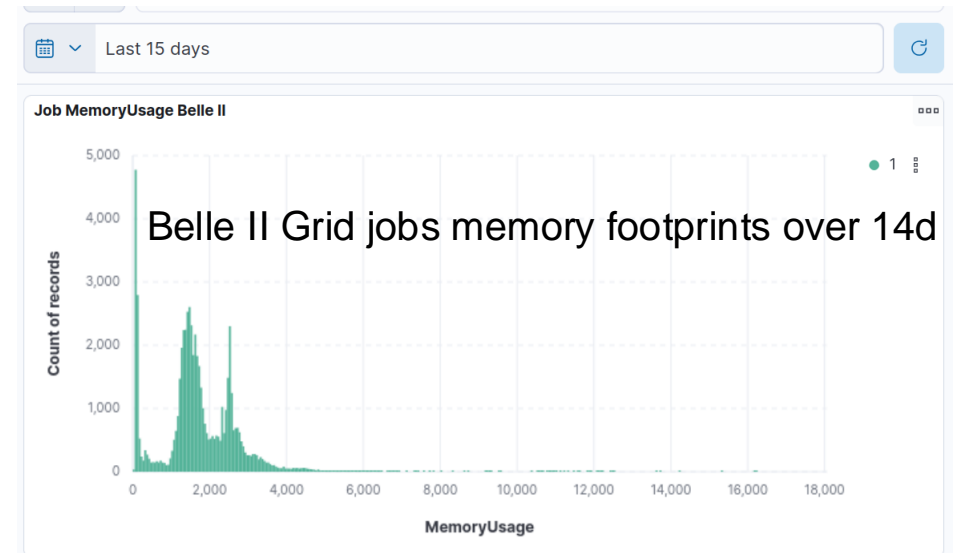 Last 15 days
Job MemoryUsage Belle II
5,000
1
4,000
Belle II Grid jobs memory footprints over 14d
3,000
2,000
1,000
0
Count of records
0 2,000 4,000 6,000 8,000 10,000 12,000 14,000 16,000 18,000
MemoryUsage